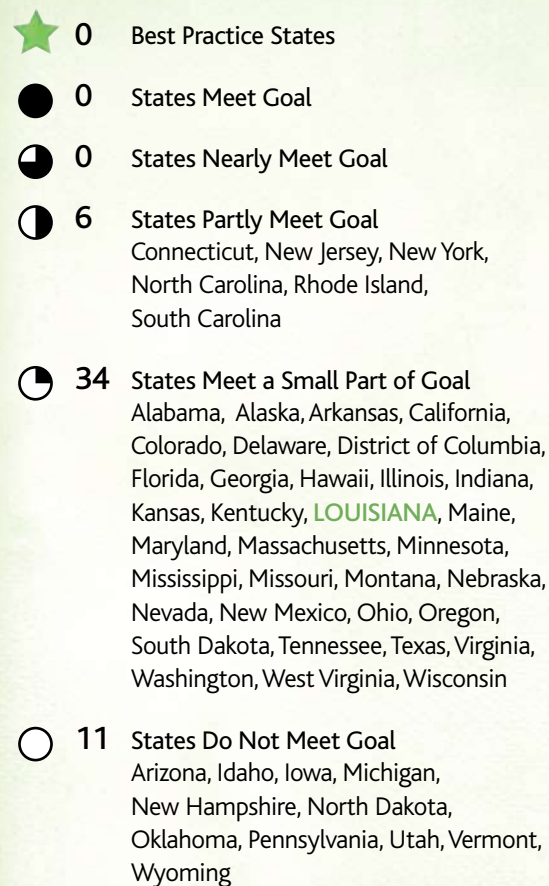 0 Best Practice States
0 States Meet Goal
0 States Nearly Meet Goal
6 States Partly Meet Goal
Connecticut, New Jersey, New York,
North Carolina, Rhode Island,
South Carolina
34 States Meet a Small Part of Goal
Alabama, Alaska, Arkansas, California,
Colorado, Delaware, District of Columbia,
Florida, Georgia, Hawaii, Illinois, Indiana,
Kansas, Kentucky, LOUISIANA, Maine,
Maryland, Massachusetts, Minnesota,
Mississippi, Missouri, Montana, Nebraska,
Nevada, New Mexico, Ohio, Oregon,
South Dakota, Tennessee, Texas, Virginia,
Washington, West Virginia, Wisconsin
11 States Do Not Meet Goal
Arizona, Idaho, Iowa, Michigan,
New Hampshire, North Dakota,
Oklahoma, Pennsylvania, Utah, Vermont,
Wyoming